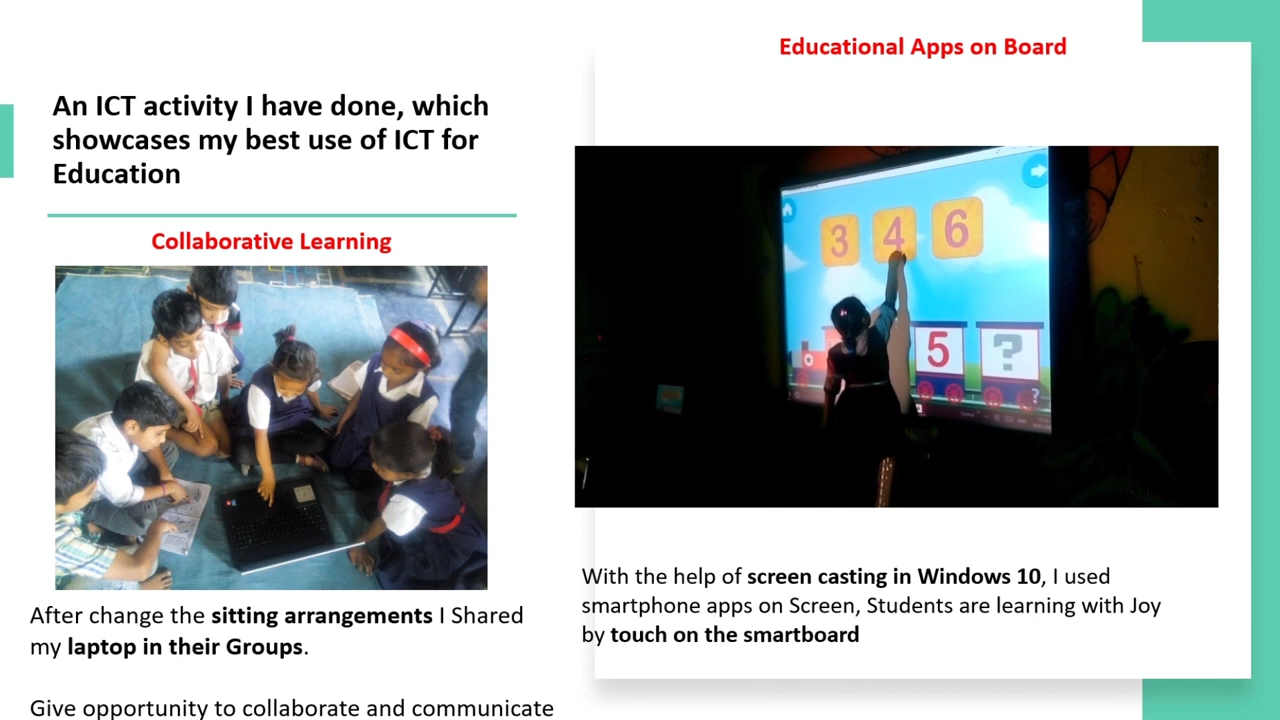 An ICT activity I have done, which
showcases my best use of ICT for
Education
Collaborative Learning
After change the sitting arrangements I Shared
my laptop in their Groups.
Give opportunity to collaborate and communicate
Educational Apps on Board
3 4 6
5 ?
?
With the help of screen casting in Windows 10, I used
smartphone apps on Screen, Students are learning with Joy
by touch on the smartboard